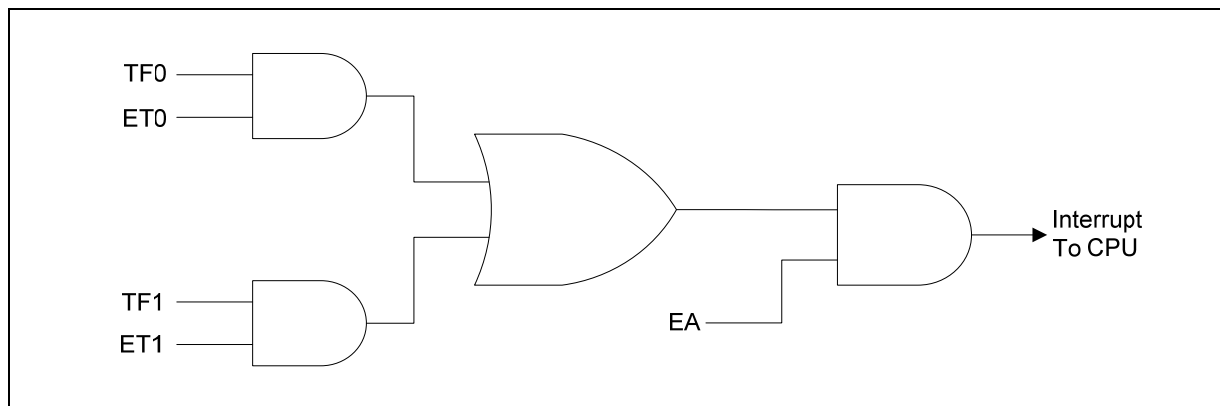 TF0
ET0
TF1
ET1
EA
Interrupt
To CPU